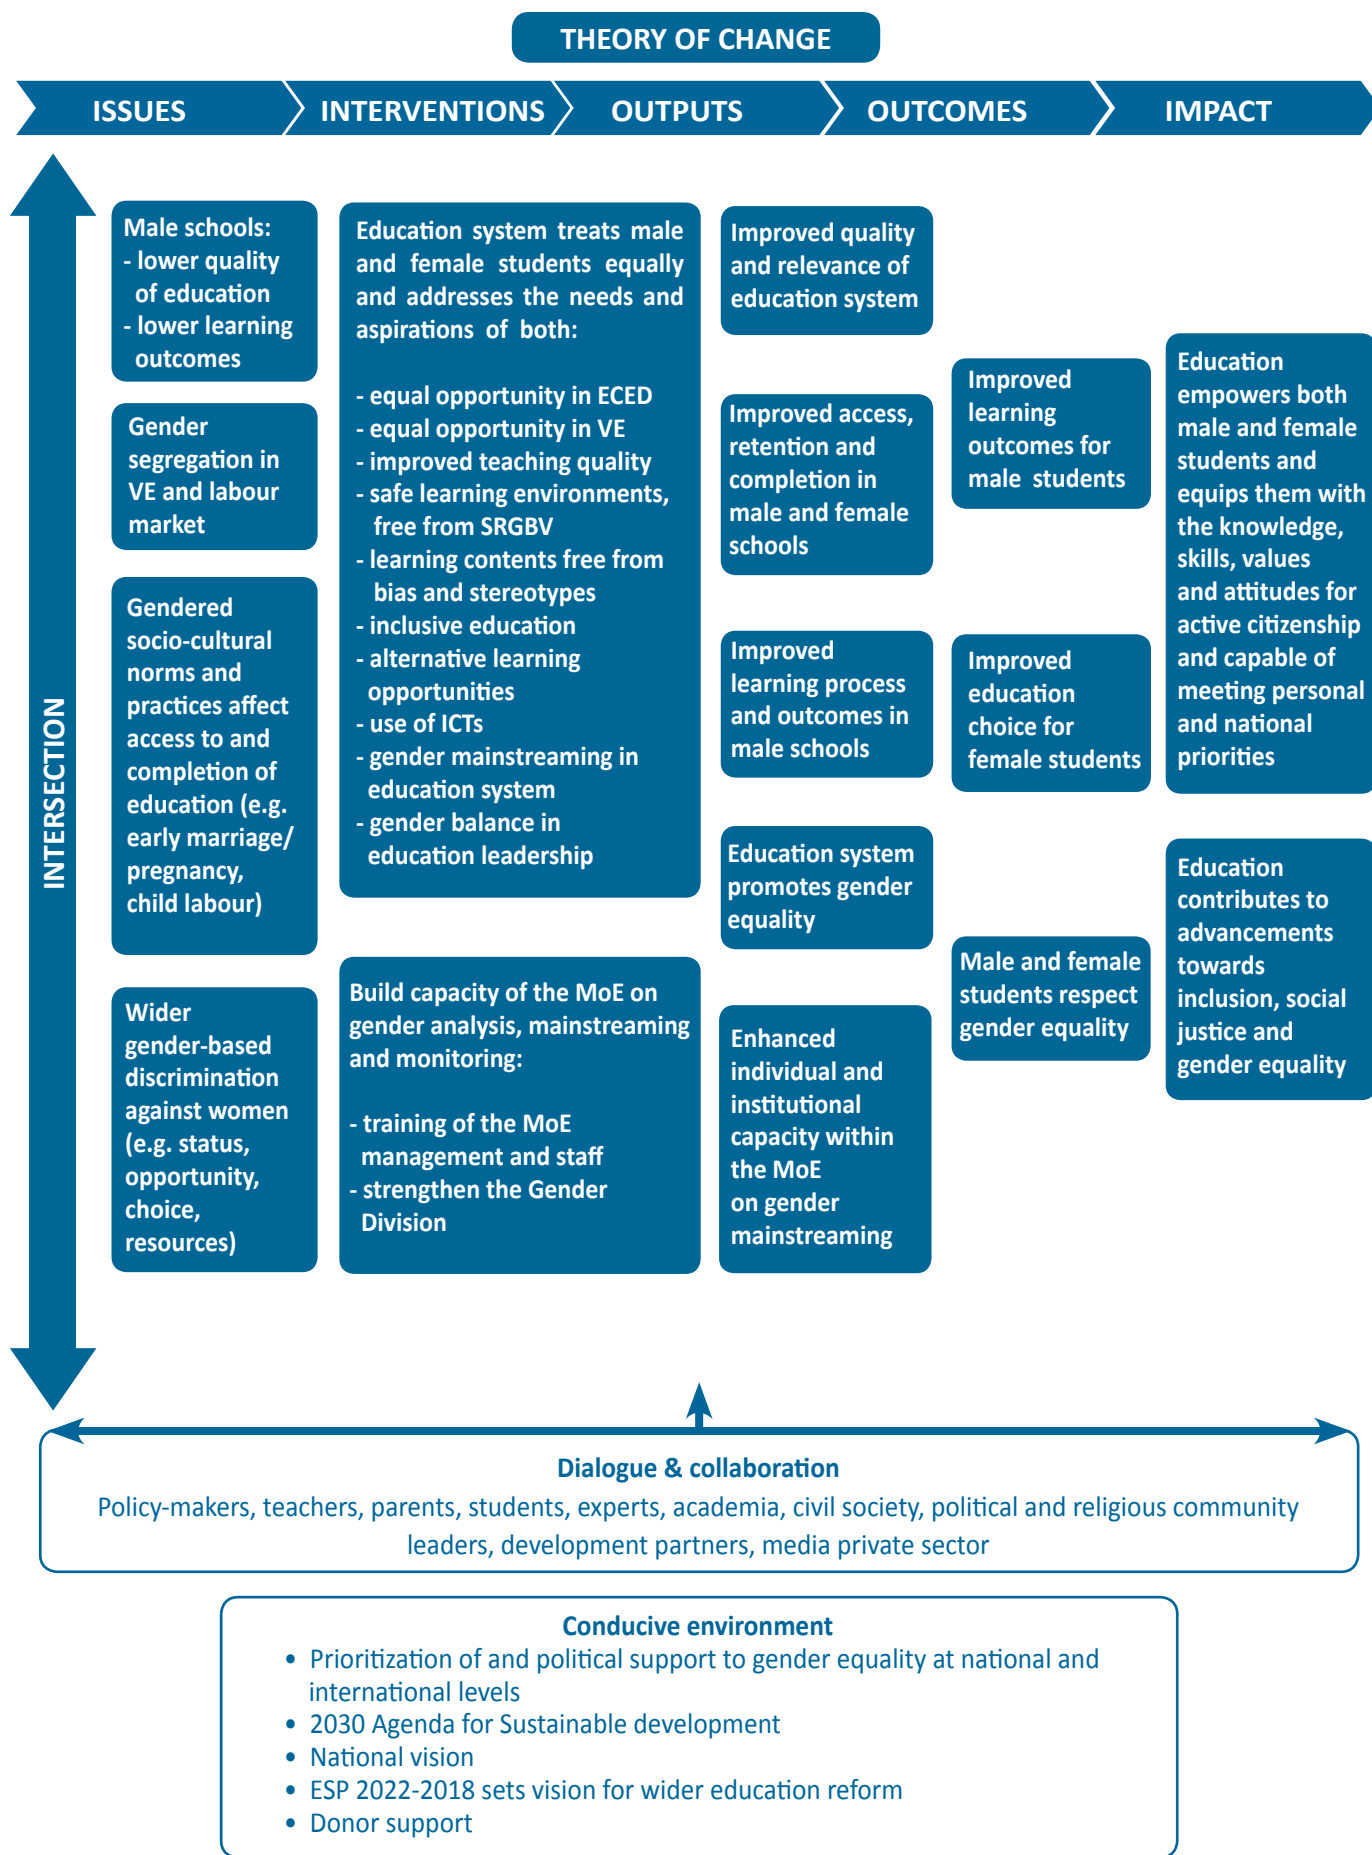 THEORY OF CHANGE
ISSUES
INTERVENTIONS
OUTPUTS
OUTCOMES
IMPACT
INTERSECTION
Male schools:
- lower quality
of education
- lower learning
outcomes
Gender
segregation in
VE and labour
market
Gendered
socio-cultural
norms and
practices affect
access to and
completion of
education (e.g.
early marriage/
pregnancy,
child labour)
Wider
gender-based
discrimination
against women
(e.g. status,
opportunity,
choice,
resources)
Education system treats male
and female students equally
and addresses the needs and
aspirations of both:
- equal opportunity in ECED
- equal opportunity in VE
- improved teaching quality
- safe learning environments,
free from SRGBV
- learning contents free from
bias and stereotypes
- inclusive education
- alternative learning
opportunities
- use of ICTs
- gender mainstreaming in
education system
- gender balance in
education leadership
Build capacity of the MoE on
gender analysis, mainstreaming
and monitoring:
- training of the MoE
management and staff
- strengthen the Gender
Division
Improved quality
and relevance of
education system
Improved access,
retention and
completion in
male and female
schools
Improved
learning process
and outcomes in
male schools
Education system
promotes gender
equality
Enhanced
individual and
institutional
capacity within
the MoE
on gender
mainstreaming
Improved
learning
outcomes for
male students
Improved
education
choice for
female students
Male and female
students respect
gender equality
Education
empowers both
male and female
students and
equips them with
the knowledge,
skills, values
and attitudes for
active citizenship
and capable of
meeting personal
and national
priorities
Education
contributes to
advancements
towards
inclusion, social
justice and
gender equality
Dialogue & collaboration
Policy-makers, teachers, parents, students, experts, academia, civil society, political and religious community
leaders, development partners, media private sector
Conducive environment
• Prioritization of and political support to gender equality at national and
international levels
• 2030 Agenda for Sustainable development
• National vision
• ESP 2022-2018 sets vision for wider education reform
• Donor support